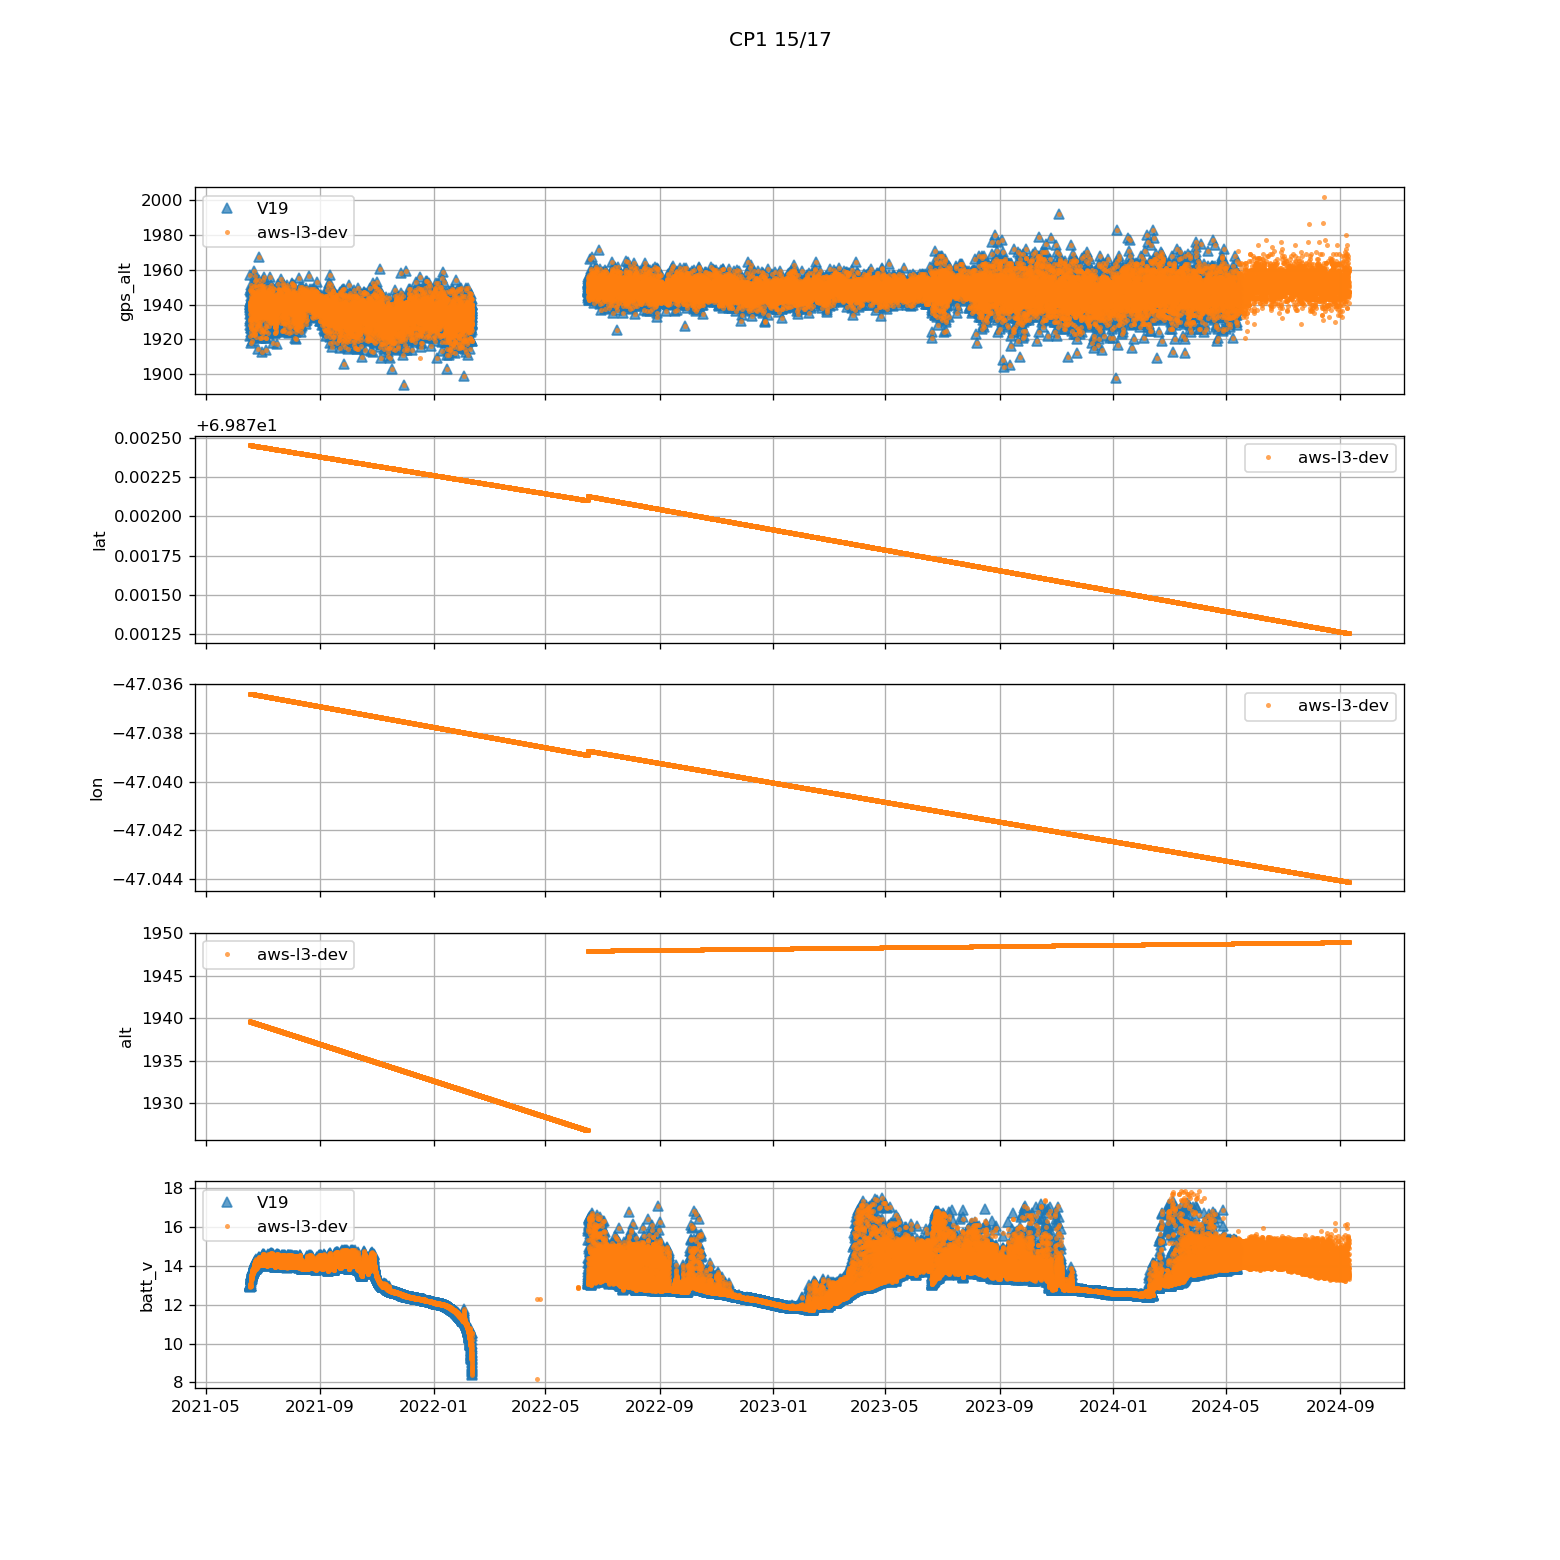 CP1 15/17
2000
1980
1960
1940
1920
1900
gps_alt
V19
aws-l3-dev
+6.987e1
0.00250
0.00225
0.00200
0.00175
0.00150
0.00125
lat
aws-l3-dev
−47.036
−47.038
−47.040
−47.042
−47.044
lon
aws-l3-dev
1950
1945
1940
1935
1930
alt
aws-l3-dev
18
16
14
12
10
8
batt_v
V19
aws-l3-dev
2021-05 2021-09 2022-01 2022-05 2022-09 2023-01 2023-05 2023-09 2024-01 2024-05 2024-09